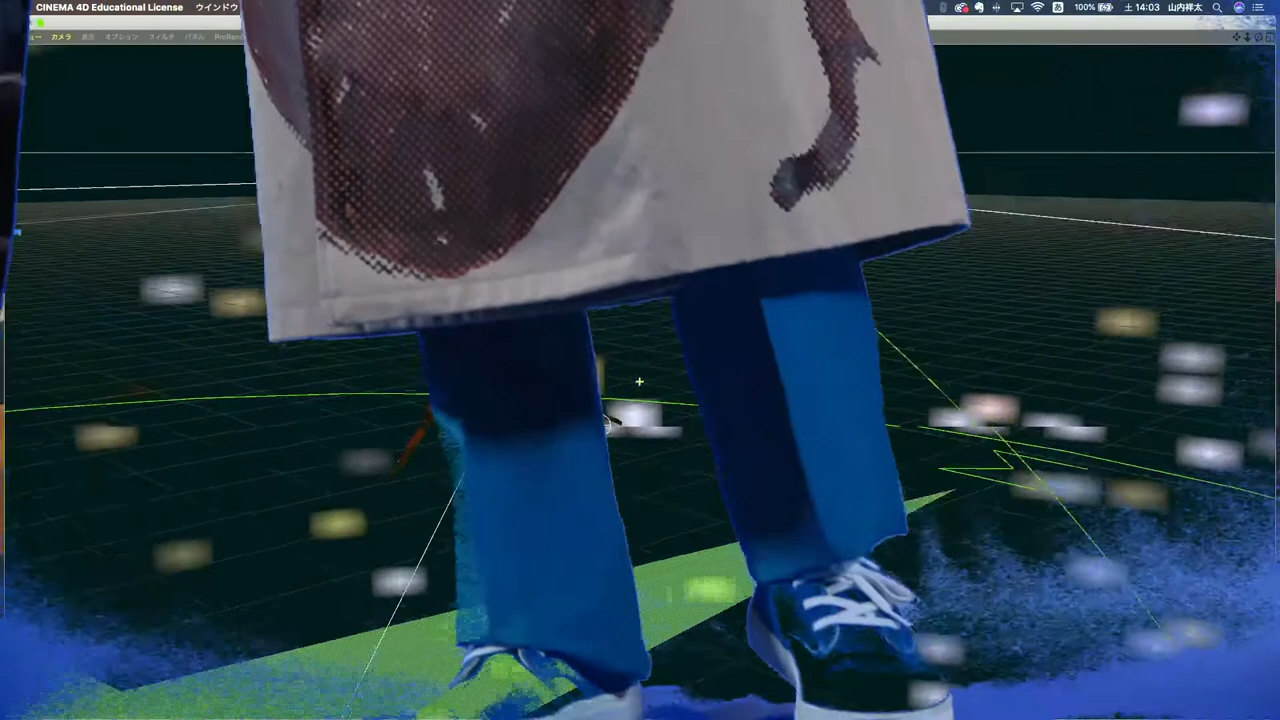 CINEMA 4D Educational License ウインドウ 100% 土 14:03 山内祥太
カメラ 表示 オプション フィルタ パネル ProRen